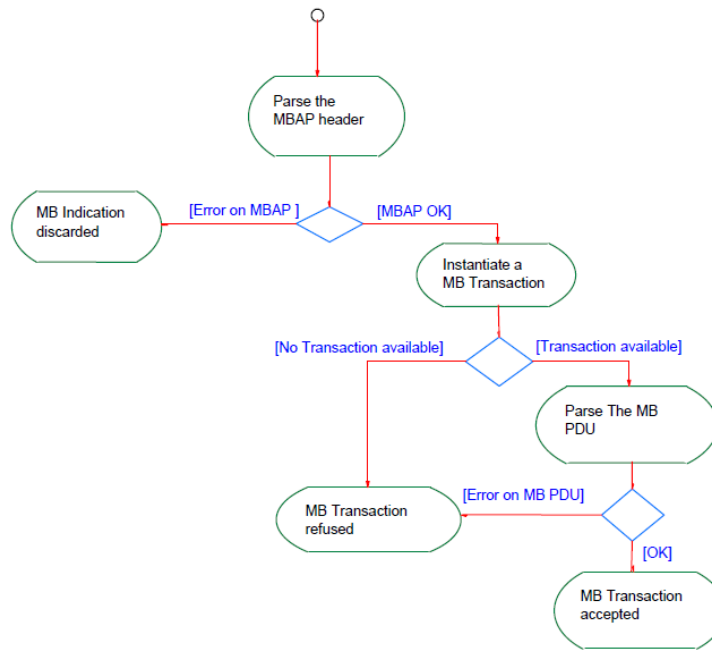 Parse the
MBAP header
[Error on MBAP ]
[MBAP OK]
MB Indication
discarded
Instantiate a
MB Transaction
[No Transaction available]
[Transaction available]
Parse The MB
PDU
[Error on MB PDU]
MB Transaction
refused
[OK]
MB Transaction
accepted